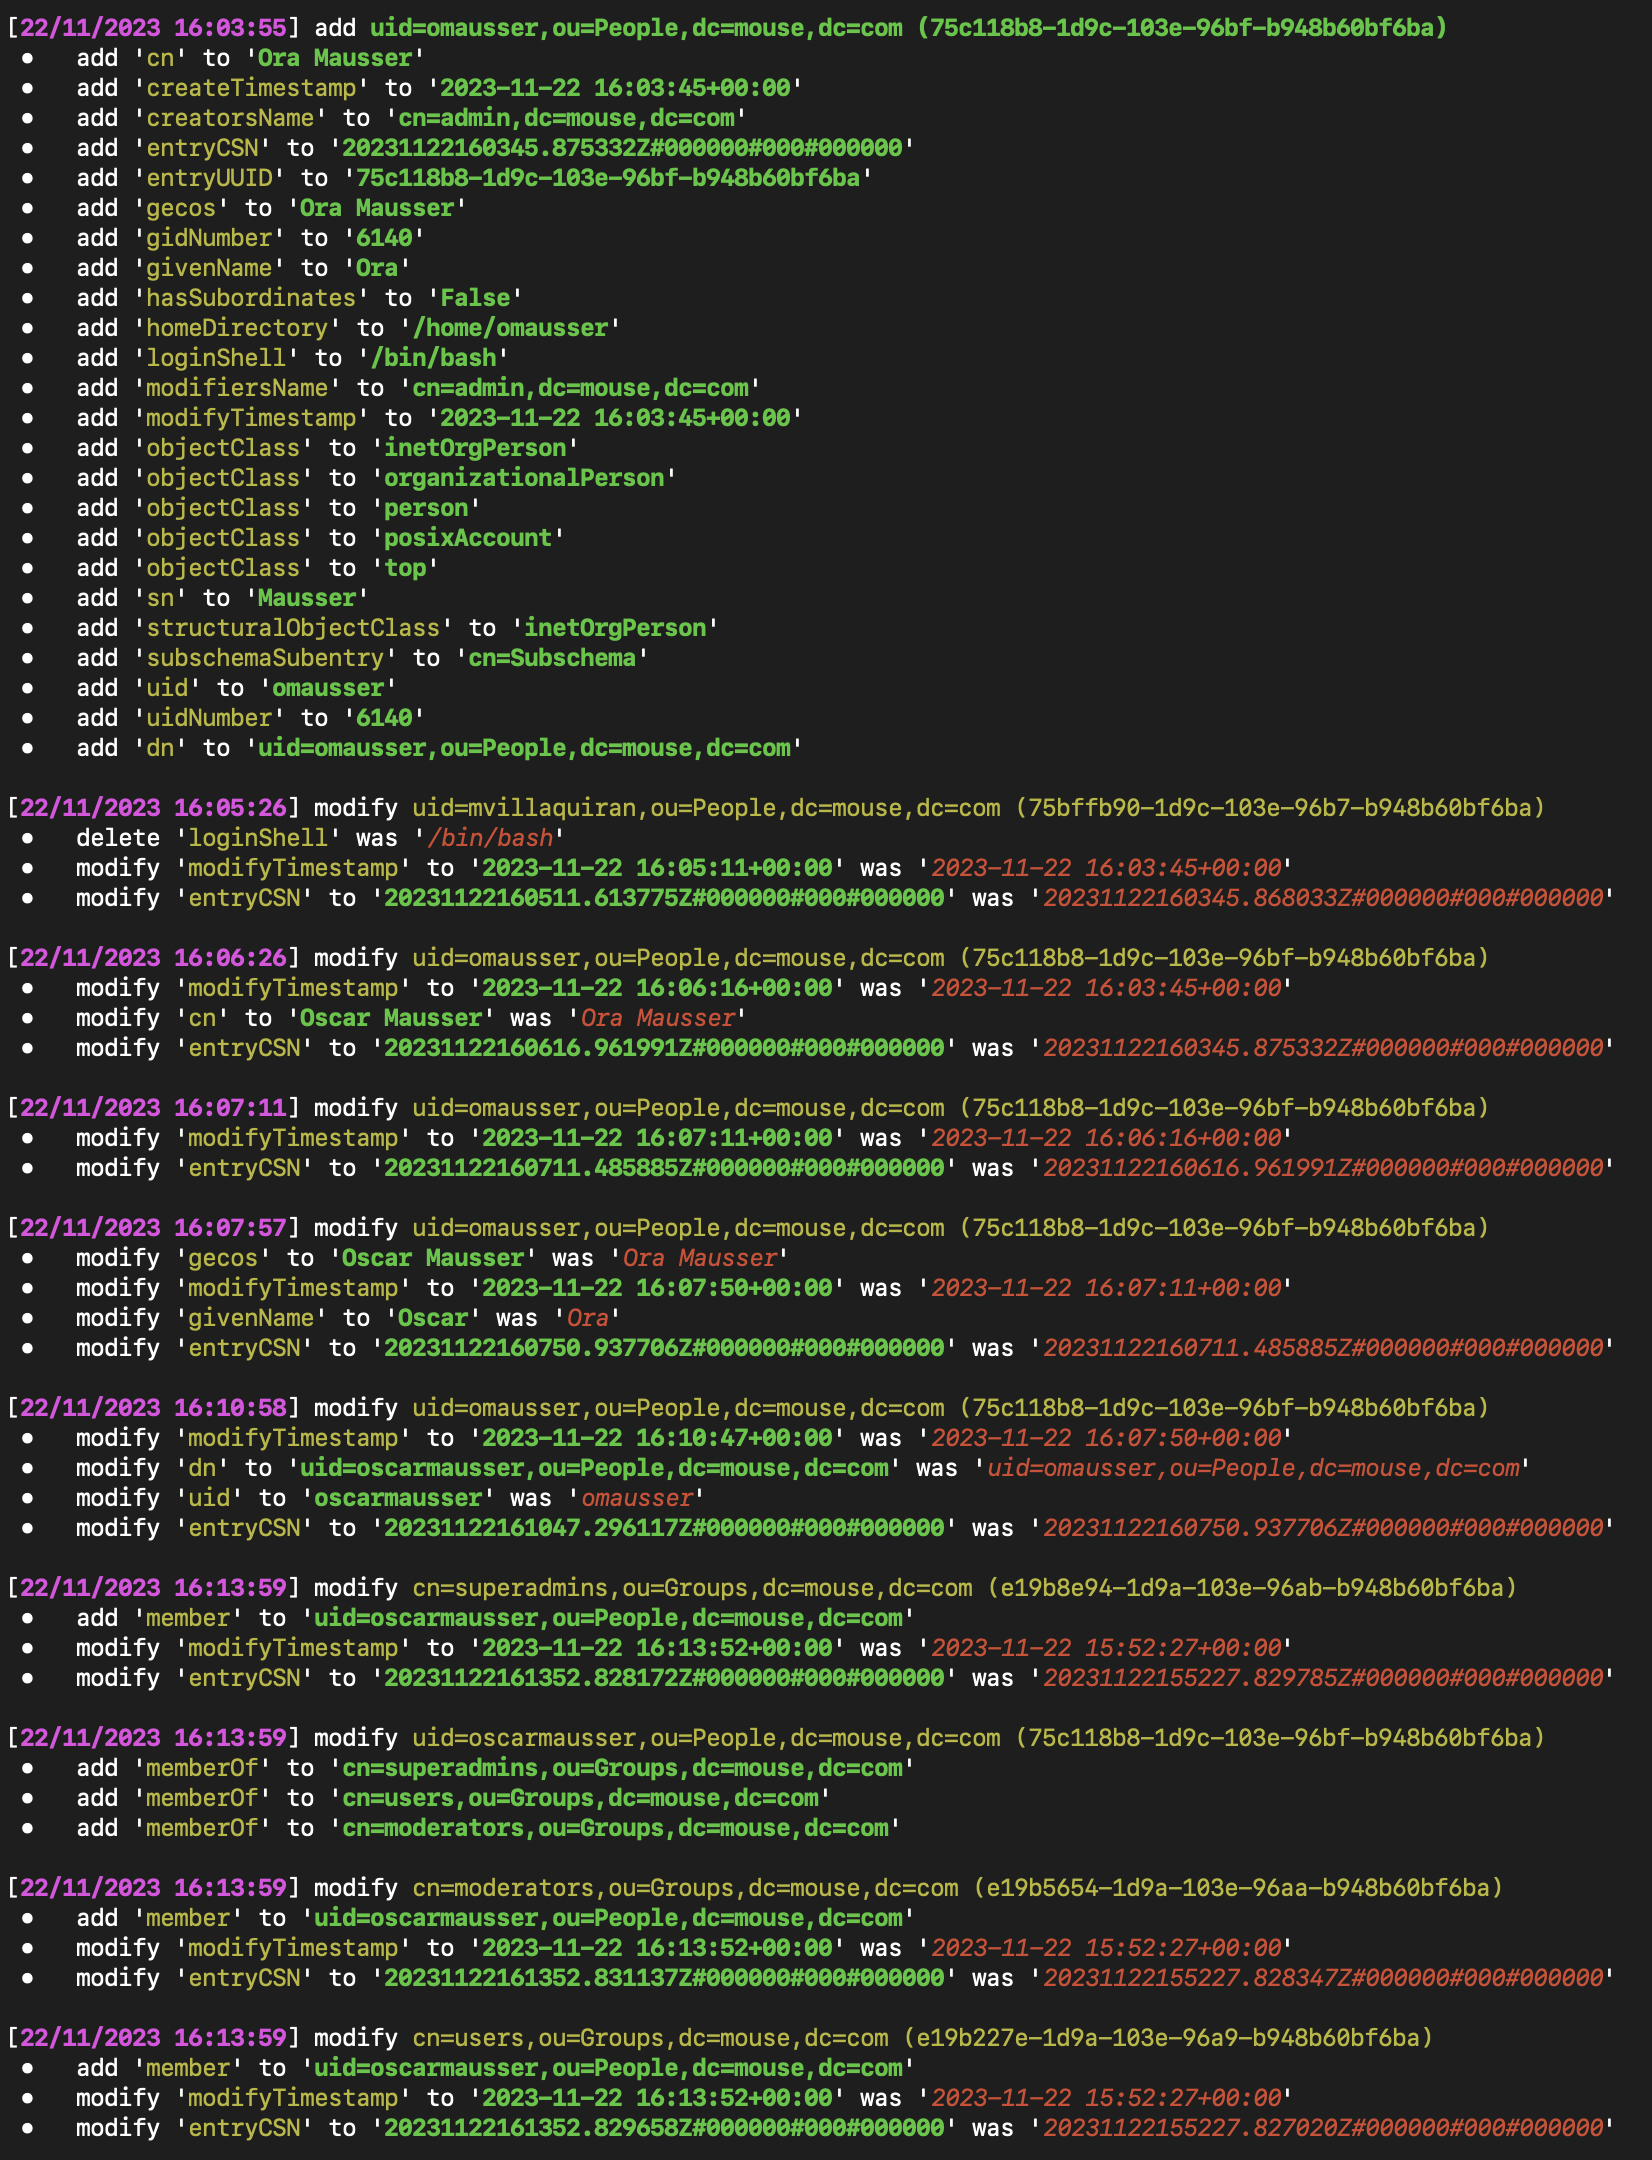 [22/11/2023 16:03:55] add uid=omausser,ou=People,dc=mouse,dc=com (75c118b8-1d9c-103e-96bf-b948b60bf6ba)
• add 'cn' to 'Ora Mausser'
• add 'createTimestamp' to '2023-11-22 16:03:45+00:00'
• add 'creatorsName' to 'cn=admin,dc=mouse,dc=com'
• add 'entryCSN' to '20231122160345.875332Z#000000#000#000000'
• add 'entryUUID' to '75c118b8-1d9c-103e-96bf-b948b60bf6ba'
• add 'gecos' to 'Ora Mausser'
• add 'gidNumber' to '6140'
• add 'givenName' to 'Ora'
• add 'hasSubordinates' to 'False'
• add 'homeDirectory' to '/home/omausser'
• add 'loginShell' to '/bin/bash'
• add 'modifiersName' to 'cn=admin,dc=mouse,dc=com'
• add 'modifyTimestamp' to '2023-11-22 16:03:45+00:00'
• add 'objectClass' to 'inetOrgPerson'
• add 'objectClass' to 'organizationalPerson'
• add 'objectClass' to 'person'
• add 'objectClass' to 'posixAccount'
• add 'objectClass' to 'top'
• add 'sn' to 'Mausser'
• add 'structuralObjectClass' to 'inetOrgPerson'
• add 'subschemaSubentry' to 'cn=Subschema'
• add 'uid' to 'omausser'
• add 'uidNumber' to '6140'
• add 'dn' to 'uid=omausser,ou=People,dc=mouse,dc=com'
[22/11/2023 16:05:26] modify uid=mvillaquiran,ou=People,dc=mouse,dc=com (75bffb90-1d9c-103e-96b7-b948b60bf6ba)
• delete 'loginShell' was '/bin/bash'
• modify 'modifyTimestamp' to '2023-11-22 16:05:11+00:00' was '2023-11-22 16:03:45+00:00'
• modify 'entryCSN' to '20231122160511.613775Z#000000#000#000000' was '20231122160345.868033Z#000000#000#000000'
[22/11/2023 16:06:26] modify uid=omausser,ou=People,dc=mouse,dc=com (75c118b8-1d9c-103e-96bf-b948b60bf6ba)
• modify 'modifyTimestamp' to '2023-11-22 16:06:16+00:00' was '2023-11-22 16:03:45+00:00'
• modify 'cn' to 'Oscar Mausser' was 'Ora Mausser'
• modify 'entryCSN' to '20231122160616.961991Z#000000#000#000000' was '20231122160345.875332Z#000000#000#000000'
[22/11/2023 16:07:11] modify uid=omausser,ou=People,dc=mouse,dc=com (75c118b8-1d9c-103e-96bf-b948b60bf6ba)
• modify 'modifyTimestamp' to '2023-11-22 16:07:11+00:00' was '2023-11-22 16:06:16+00:00'
• modify 'entryCSN' to '20231122160711.485885Z#000000#000#000000' was '20231122160616.961991Z#000000#000#000000'
[22/11/2023 16:07:57] modify uid=omausser,ou=People,dc=mouse,dc=com (75c118b8-1d9c-103e-96bf-b948b60bf6ba)
• modify 'gecos' to 'Oscar Mausser' was 'Ora Mausser'
• modify 'modifyTimestamp' to '2023-11-22 16:07:50+00:00' was '2023-11-22 16:07:11+00:00'
• modify 'givenName' to 'Oscar' was 'Ora'
• modify 'entryCSN' to '20231122160750.937706Z#000000#000#000000' was '20231122160711.485885Z#000000#000#000000'
[22/11/2023 16:10:58] modify uid=omausser,ou=People,dc=mouse,dc=com (75c118b8-1d9c-103e-96bf-b948b60bf6ba)
• modify 'modifyTimestamp' to '2023-11-22 16:10:47+00:00' was '2023-11-22 16:07:50+00:00'
• modify 'dn' to 'uid=oscarmausser,ou=People,dc=mouse,dc=com' was 'uid=omausser,ou=People,dc=mouse,dc=com'
• modify 'uid' to 'oscarmausser' was 'omausser'
• modify 'entryCSN' to '20231122161047.296117Z#000000#000#000000' was '20231122160750.937706Z#000000#000#000000'
[22/11/2023 16:13:59] modify cn=superadmins,ou=Groups,dc=mouse,dc=com (e19b8e94-1d9a-103e-96ab-b948b60bf6ba)
• add 'member' to 'uid=oscarmausser,ou=People,dc=mouse,dc=com'
• modify 'modifyTimestamp' to '2023-11-22 16:13:52+00:00' was '2023-11-22 15:52:27+00:00'
• modify 'entryCSN' to '20231122161352.828172Z#000000#000#000000' was '20231122155227.829785Z#000000#000#000000'
[22/11/2023 16:13:59] modify uid=oscarmausser,ou=People,dc=mouse,dc=com (75c118b8-1d9c-103e-96bf-b948b60bf6ba)
• add 'memberOf' to 'cn=superadmins,ou=Groups,dc=mouse,dc=com'
• add 'memberOf' to 'cn=users,ou=Groups,dc=mouse,dc=com'
• add 'memberOf' to 'cn=moderators,ou=Groups,dc=mouse,dc=com'
[22/11/2023 16:13:59] modify cn=moderators,ou=Groups,dc=mouse,dc=com (e19b5654-1d9a-103e-96aa-b948b60bf6ba)
• add 'member' to 'uid=oscarmausser,ou=People,dc=mouse,dc=com'
• modify 'modifyTimestamp' to '2023-11-22 16:13:52+00:00' was '2023-11-22 15:52:27+00:00'
• modify 'entryCSN' to '20231122161352.831137Z#000000#000#000000' was '20231122155227.828347Z#000000#000#000000'
[22/11/2023 16:13:59] modify cn=users,ou=Groups,dc=mouse,dc=com (e19b227e-1d9a-103e-96a9-b948b60bf6ba)
• add 'member' to 'uid=oscarmausser,ou=People,dc=mouse,dc=com'
• modify 'modifyTimestamp' to '2023-11-22 16:13:52+00:00' was '2023-11-22 15:52:27+00:00'
• modify 'entryCSN' to '20231122161352.829658Z#000000#000#000000' was '20231122155227.827020Z#000000#000#000000'